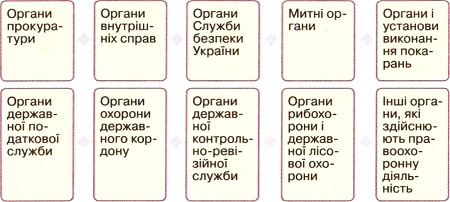 Органи
прокура-
тури
Органи
внутріш-
ніх справ
Органи
Служби
безпеки
України
Митні ор-
гани
Органи і
установи
виконан-
ня пока-
рань
Органи
держав-
ної по-
даткової
служби
Органи
охорони
державно-
го кор-
дону
Органи
держав-
ної
контроль-
но-реві-
зійної
служби
Органи
рибохо-
рони і
держав-
ної лісо-
вої охо-
рони
Інші орга-
ни, які
здійсню-
ють пра-
воохо-
ронну
діяль-
ність